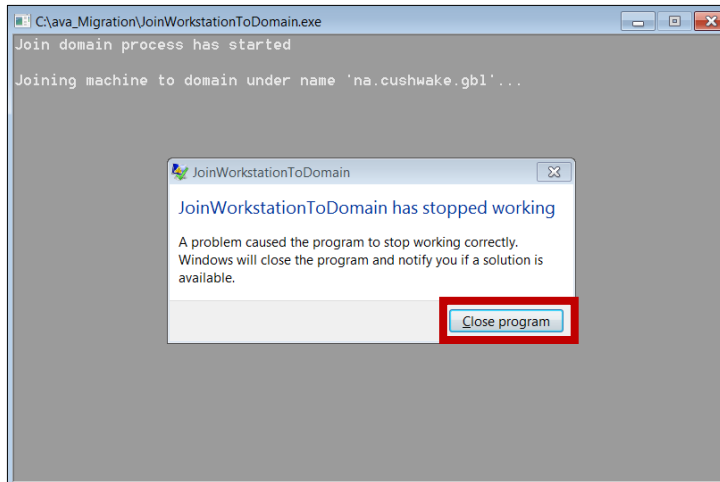 C:\ava_Migration\JoinWorkstationToDomain.exe
Join domain process has started
Joining machine to domain under name 'na.cushwake.gbl'...
JoinWorkstationToDomain
JoinWorkstationToDomain has stopped working
A problem caused the program to stop working correctly.
Windows will close the program and notify you if a solution is
available.
Close program